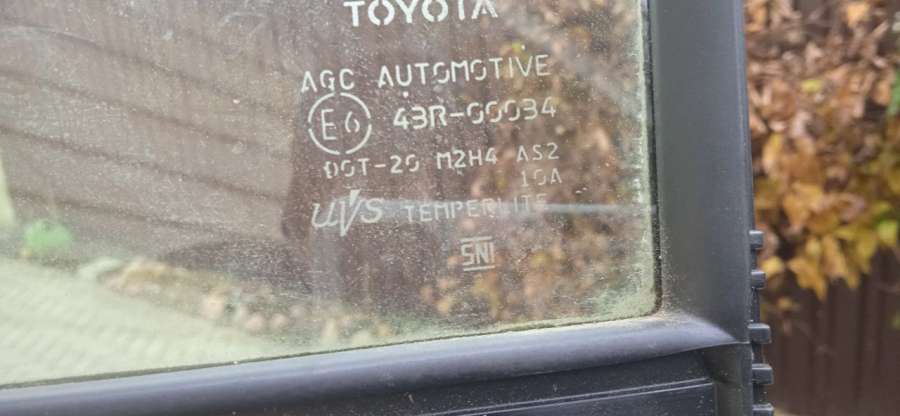 TOYOTA
AGC AUTOMOTIVE
E6 43R-00034
DOT-20 M2H4 AS2
10A
UVS TEMPERLITE
SNI